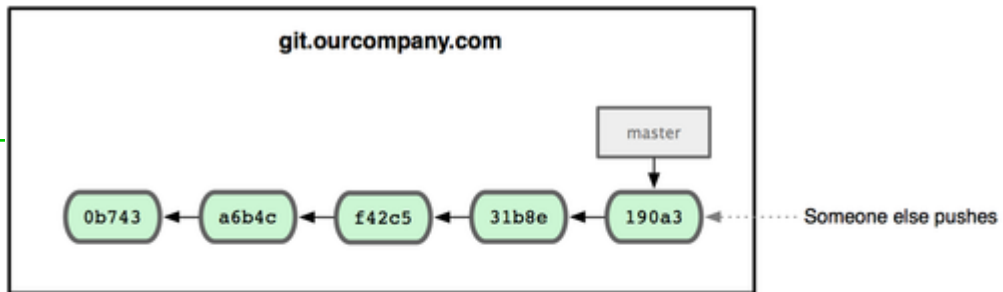 git.ourcompany.com
master
0b743 a6b4c f42c5 31b8e 190a3 Someone else pushes